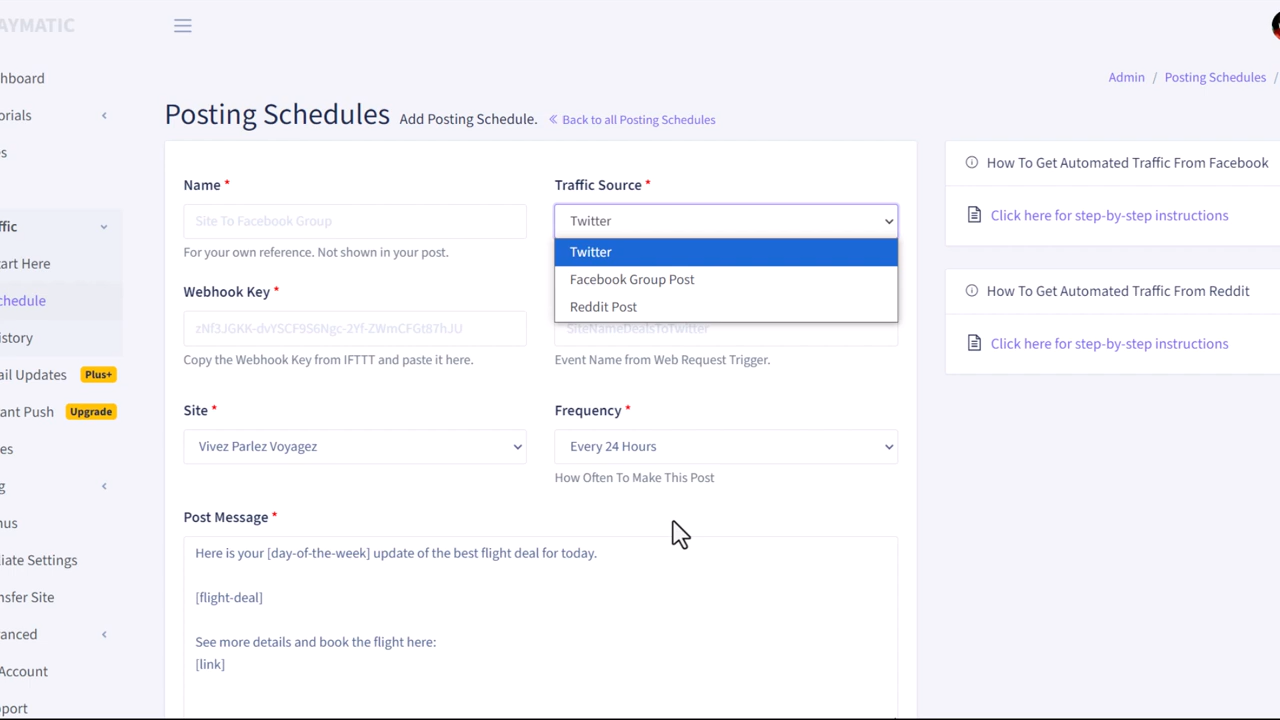 AYMATIC
Admin / Posting Schedules /
hboard
orials
s
ffic
art Here
chedule
istory
ail Updates Plus+
ant Push Upgrade
es
g
nus
liate Settings
nsfer Site
anced
Account
port
Posting Schedules Add Posting Schedule. « Back to all Posting Schedules
Name *
Site To Facebook Group
For your own reference. Not shown in your post.
Traffic Source *
Twitter
Twitter
Facebook Group Post
Reddit Post
Webhook Key *
zNf3JGKK-dvYSCF9S6Ngc-2Yf-ZWmCFGt87hJU
Copy the Webhook Key from IFTTT and paste it here.
SiteNameDealsToTwitter
Event Name from Web Request Trigger.
Site *
Vivez Parlez Voyagez
Frequency *
Every 24 Hours
How Often To Make This Post
Post Message *
Here is your [day-of-the-week] update of the best flight deal for today.
[flight-deal]
See more details and book the flight here:
[link]
How To Get Automated Traffic From Facebook
Click here for step-by-step instructions
How To Get Automated Traffic From Reddit
Click here for step-by-step instructions